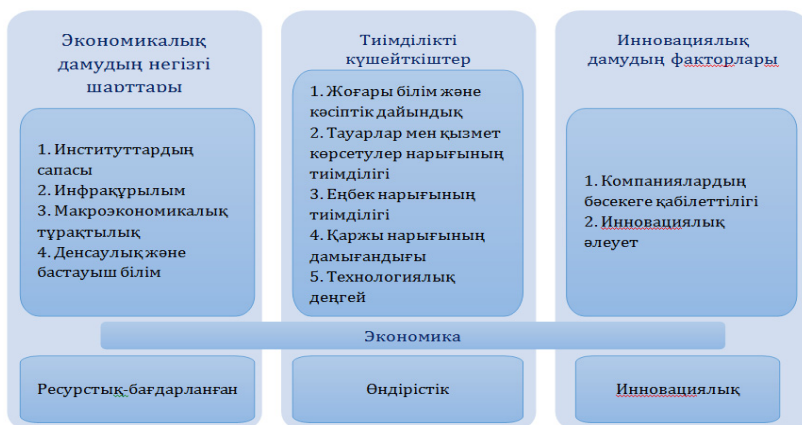 Экономикалық
дамудың негізгі
шарттары
1. Институттардың
сапасы
2. Инфрақұрылым
3. Макроэкономикалық
тұрақтылық
4. Денсаулық және
бастауыш білім
Тиімділікті
күшейткіштер
1. Жоғары білім және
кәсіптік дайындық
2. Тауарлар мен қызмет
көрсетулер нарығының
тиімділігі
3. Еңбек нарығының
тиімділігі
4. Қаржы нарығының
дамығандығы
5. Технологиялық
деңгей
Инновациялық
дамудың факторлары
1. Компаниялардың
бәсекеге қабілеттілігі
2. Инновациялық
әлеует
Экономика
Ресурстық-бағдарланған
Өндірістік
Инновациялық